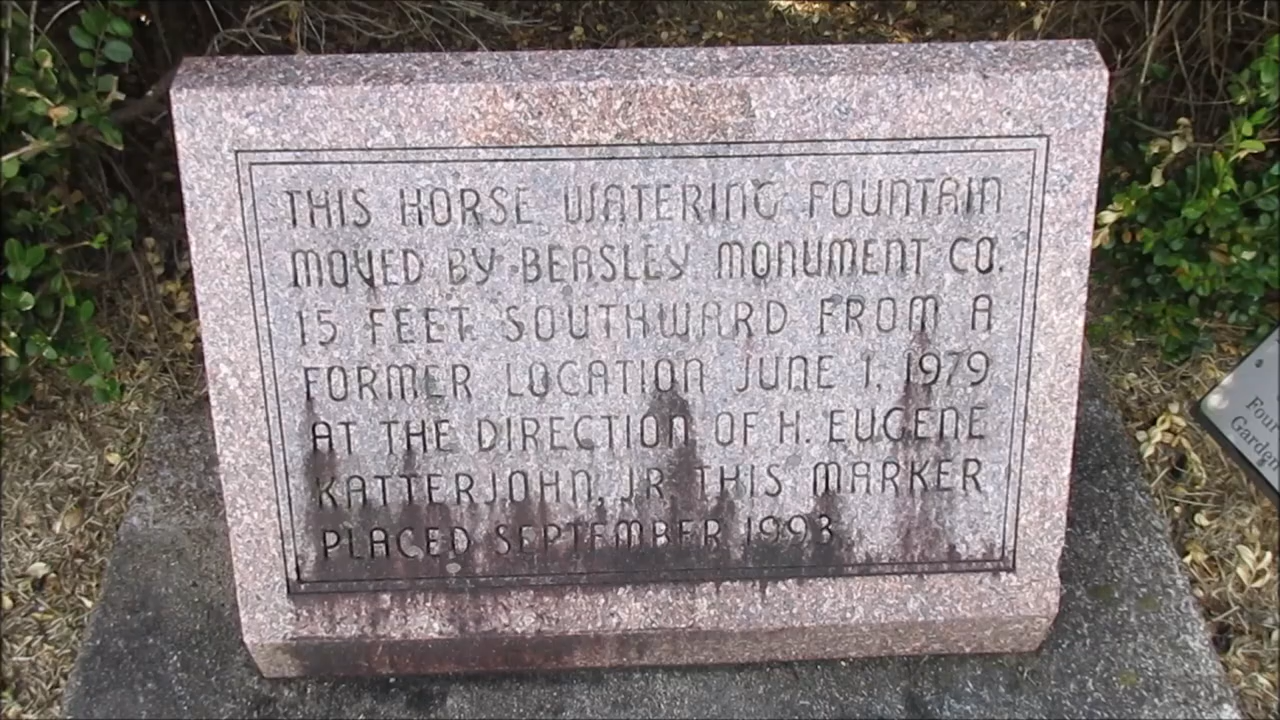 THIS HORSE WATERING FOUNTAIN
MOVED BY BEASLEY MONUMENT CO.
15 FEET SOUTHWARD FROM A
FORMER LOCATION JUNE 1, 1979
AT THE DIRECTION OF H. EUGENE
KATTERJOHN, JR. THIS MARKER
PLACED SEPTEMBER 1993